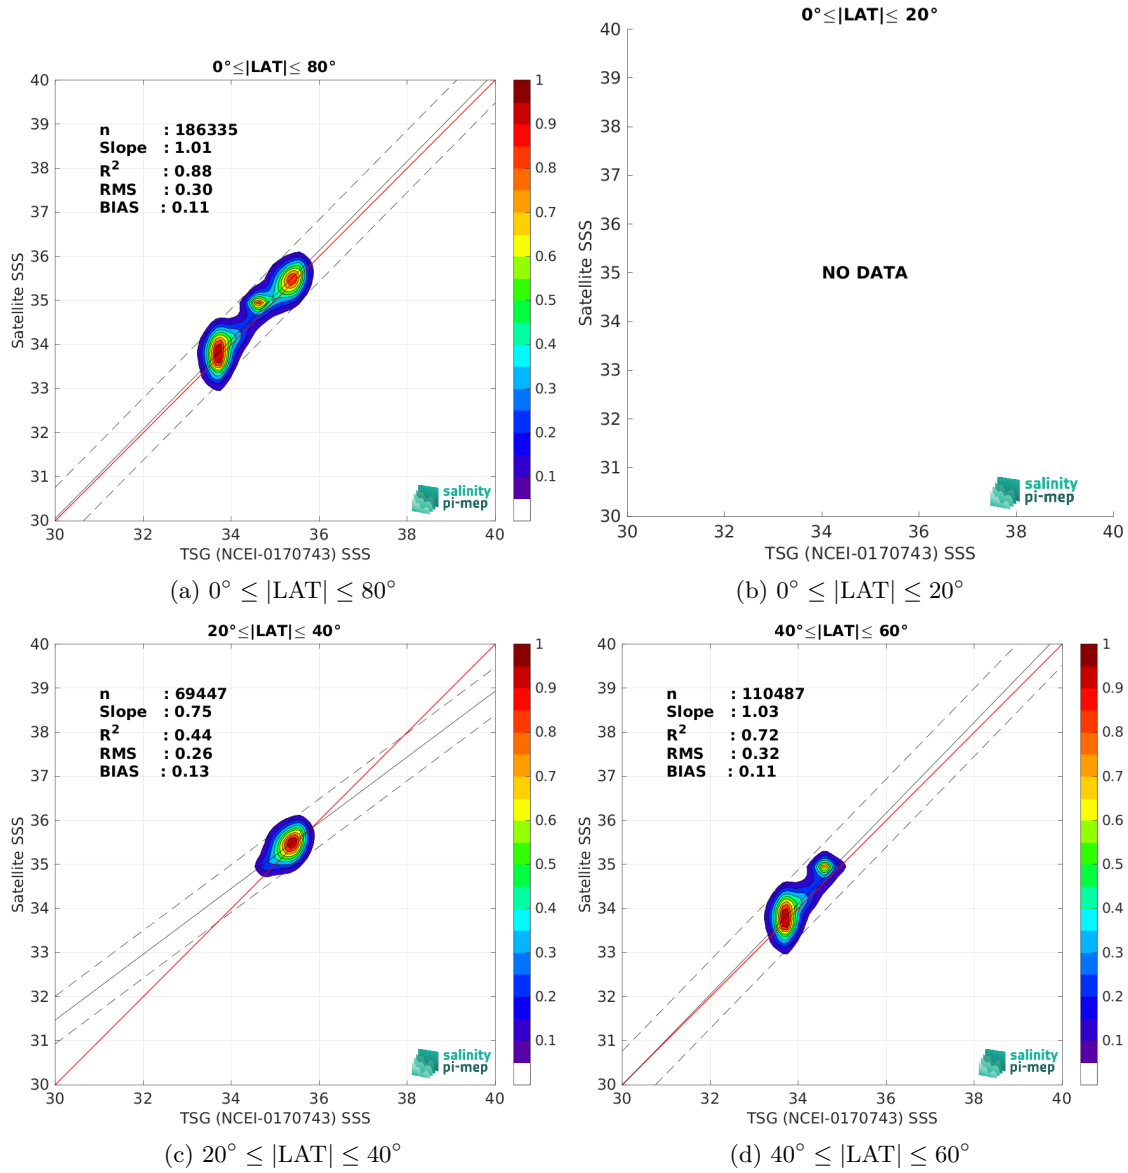 0°≤|LAT|≤ 80°
40
39
38
37
36
35
34
33
32
31
30
30
32
34
36
38
40
Satellite SSS
TSG (NCEI-0170743) SSS
n : 186335
Slope : 1.01
R2 : 0.88
RMS : 0.30
BIAS : 0.11
salinity
pi-mep
1
0.9
0.8
0.7
0.6
0.5
0.4
0.3
0.2
0.1
(a) 0° ≤ |LAT| ≤ 80°
0°≤|LAT|≤ 20°
40
39
38
37
36
35
34
33
32
31
30
30
32
34
36
38
40
Satellite SSS
TSG (NCEI-0170743) SSS
NO DATA
salinity
pi-mep
(b) 0° ≤ |LAT| ≤ 20°
20°≤|LAT|≤ 40°
40
39
38
37
36
35
34
33
32
31
30
30
32
34
36
38
40
Satellite SSS
TSG (NCEI-0170743) SSS
n : 69447
Slope : 0.75
R2 : 0.44
RMS : 0.26
BIAS : 0.13
salinity
pi-mep
1
0.9
0.8
0.7
0.6
0.5
0.4
0.3
0.2
0.1
(c) 20° ≤ |LAT| ≤ 40°
40°≤|LAT|≤ 60°
40
39
38
37
36
35
34
33
32
31
30
30
32
34
36
38
40
Satellite SSS
TSG (NCEI-0170743) SSS
n : 110487
Slope : 1.03
R2 : 0.72
RMS : 0.32
BIAS : 0.11
salinity
pi-mep
1
0.9
0.8
0.7
0.6
0.5
0.4
0.3
0.2
0.1
(d) 40° ≤ |LAT| ≤ 60°